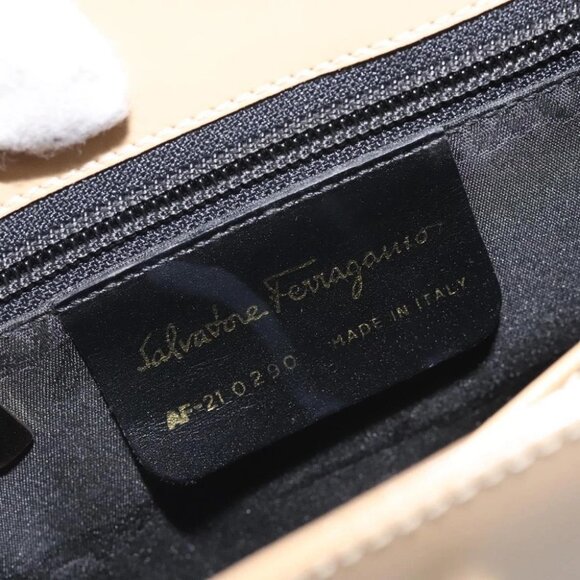 Salvatore Ferragamo
AF-21 0290 MADE IN ITALY